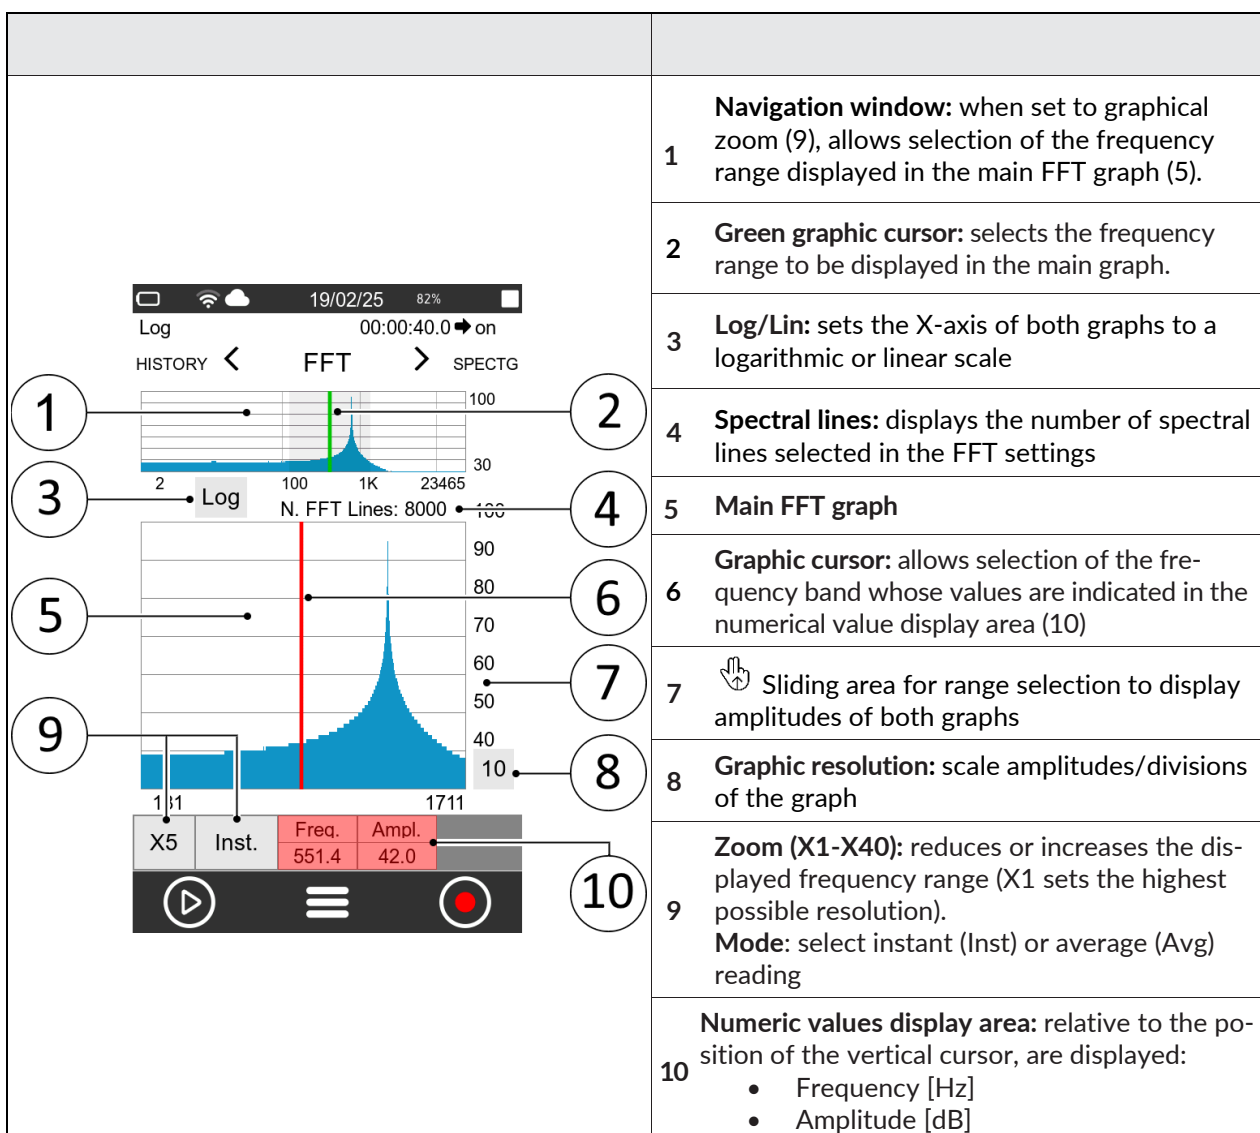 19/02/25 82%
Log 00:00:40.0 on
HISTORY FFT SPECTG
100
30
2 100 1K 23465
Log
N. FFT Lines: 8000 100
90
80
70
60
50
40
10
1711
X5 Inst. Freq. Ampl.
551.4 42.0
1
2
3
4
5
6
7
8
9
10
1 Navigation window: when set to graphical
zoom (9), allows selection of the frequency
range displayed in the main FFT graph (5).
2 Green graphic cursor: selects the frequency
range to be displayed in the main graph.
3 Log/Lin: sets the X-axis of both graphs to a
logarithmic or linear scale
4 Spectral lines: displays the number of spectral
lines selected in the FFT settings
5 Main FFT graph
6 Graphic cursor: allows selection of the fre-
quency band whose values are indicated in the
numerical value display area (10)
7 Sliding area for range selection to display
amplitudes of both graphs
8 Graphic resolution: scale amplitudes/divisions
of the graph
9 Zoom (X1-X40): reduces or increases the dis-
played frequency range (X1 sets the highest
possible resolution).
Mode: select instant (Inst) or average (Avg)
reading
10 Numeric values display area: relative to the po-
sition of the vertical cursor, are displayed:
• Frequency [Hz]
• Amplitude [dB]